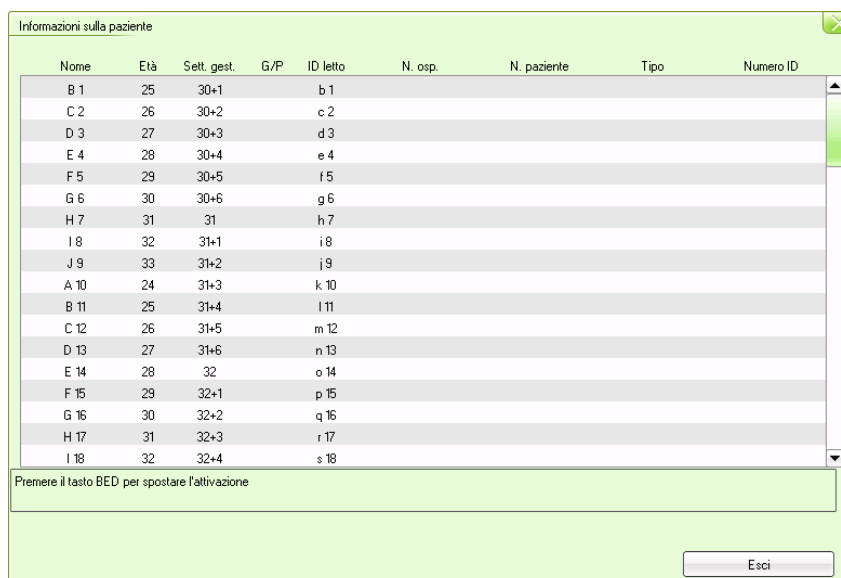 Informazioni sulla paziente
Nome Età Sett. gest. G/P ID letto N. osp. N. paziente Tipo Numero ID
B 1 25 30+1 b 1
C 2 26 30+2 c 2
D 3 27 30+3 d 3
E 4 28 30+4 e 4
F 5 29 30+5 f 5
G 6 30 30+6 g 6
H 7 31 31 h 7
I 8 32 31+1 i 8
J 9 33 31+2 j 9
A 10 24 31+3 k 10
B 11 25 31+4 l 11
C 12 26 31+5 m 12
D 13 27 31+6 n 13
E 14 28 32 o 14
F 15 29 32+1 p 15
G 16 30 32+2 q 16
H 17 31 32+3 r 17
I 18 32 32+4 s 18
Premere il tasto BED per spostare l'attivazione
Esci